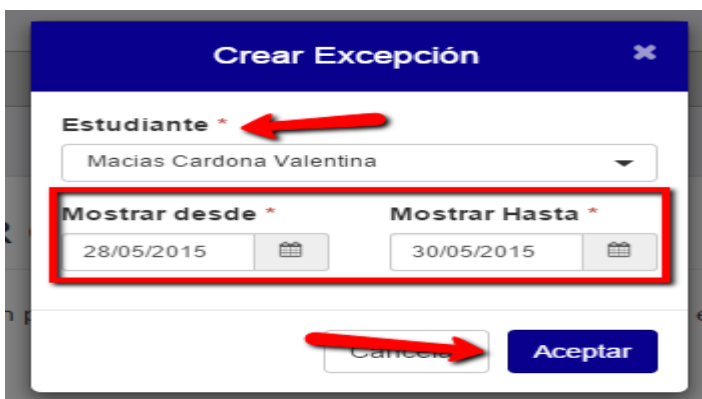 Crear Excepción ×
Estudiante *
Macias Cardona Valentina
Mostrar desde * Mostrar Hasta *
28/05/2015 30/05/2015
Aceptar